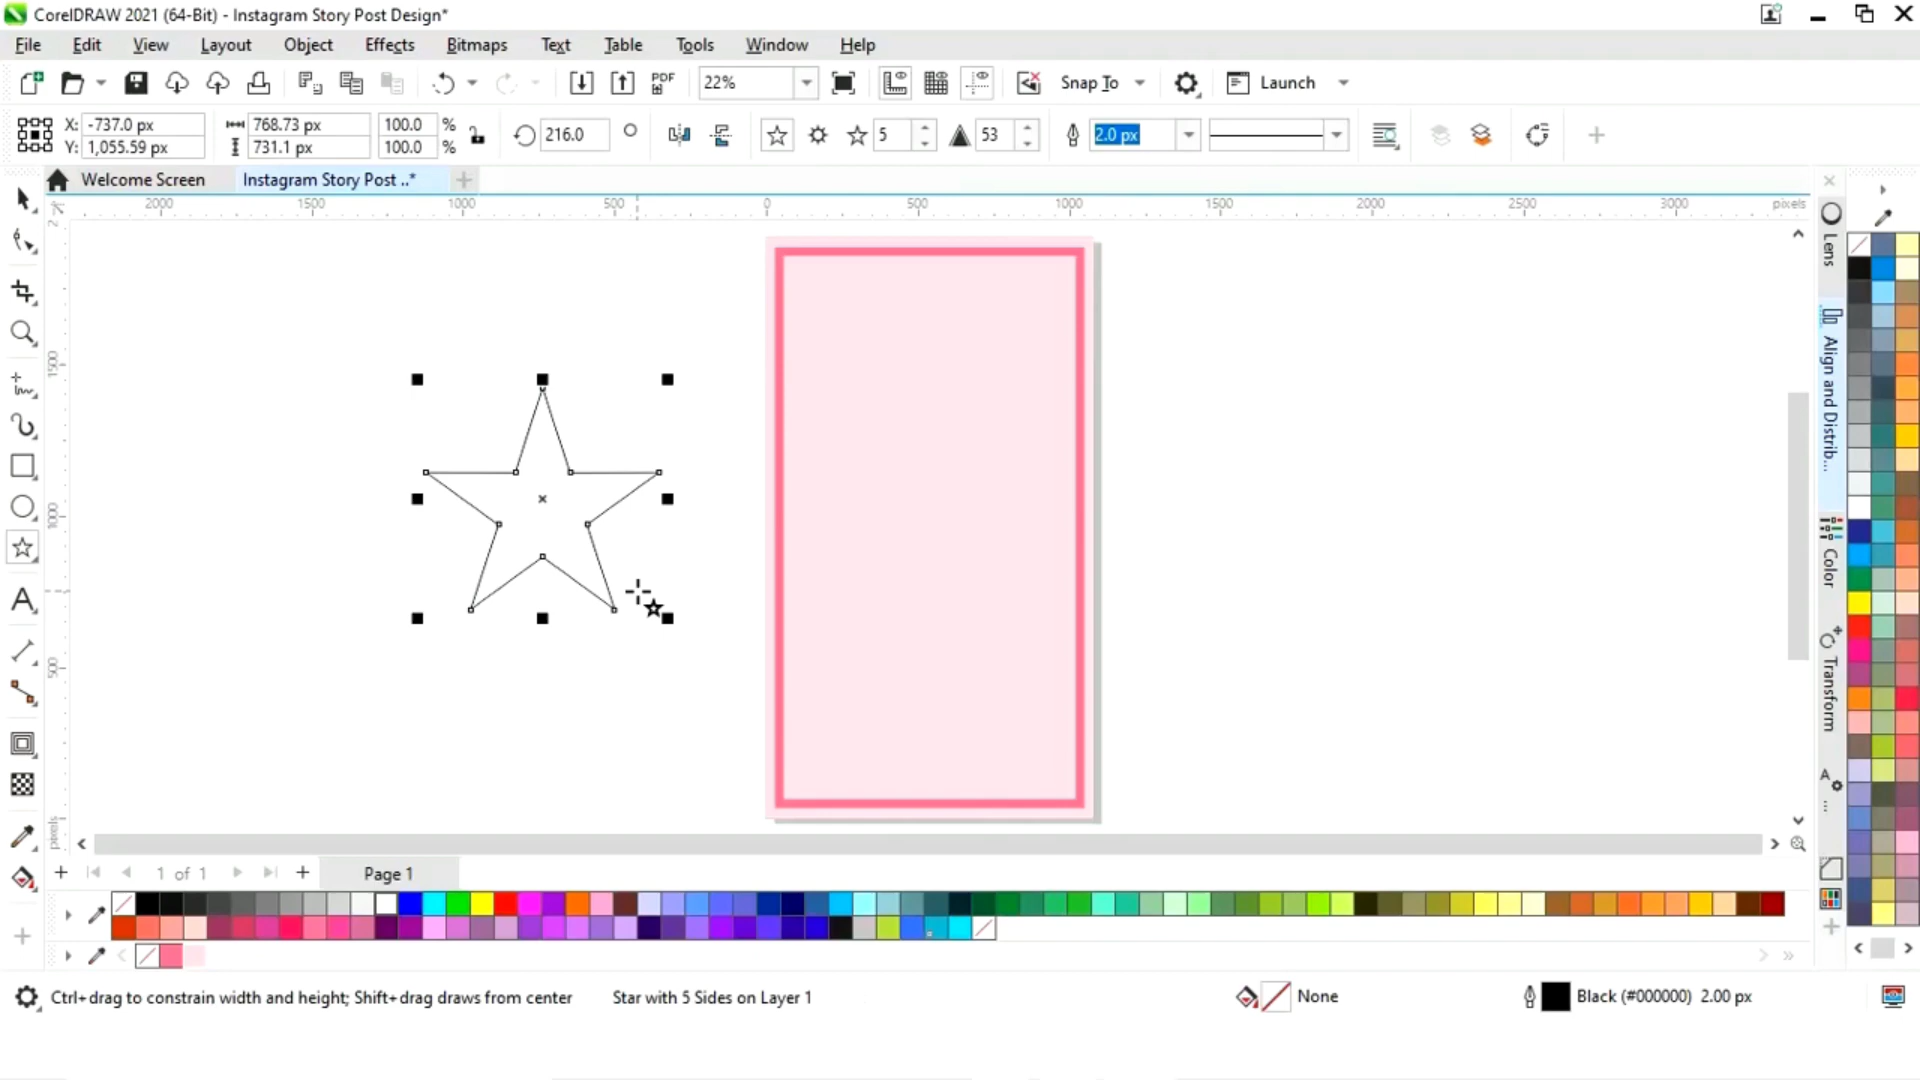 CorelDRAW 2021 (64-Bit) - Instagram Story Post Design*
File Edit View Layout Object Effects Bitmaps Text Table Tools Window Help
PDF 22% Snap To Launch
X: -737.0 px 768.73 px 100.0 %
Y: 1,055.59 px 731.1 px 100.0 %
216.0 5 53 2.0 px
Welcome Screen Instagram Story Post ..*
2000 1500 1000 500 0 500 1000 1500 2000 2500 3000 pixels
1500
1000
500
pixels
Lens
Align and Distrib...
Color
Transform
A ...
1 of 1 Page 1
Ctrl+drag to constrain width and height; Shift+drag draws from center Star with 5 Sides on Layer 1 None Black (#000000) 2.00 px